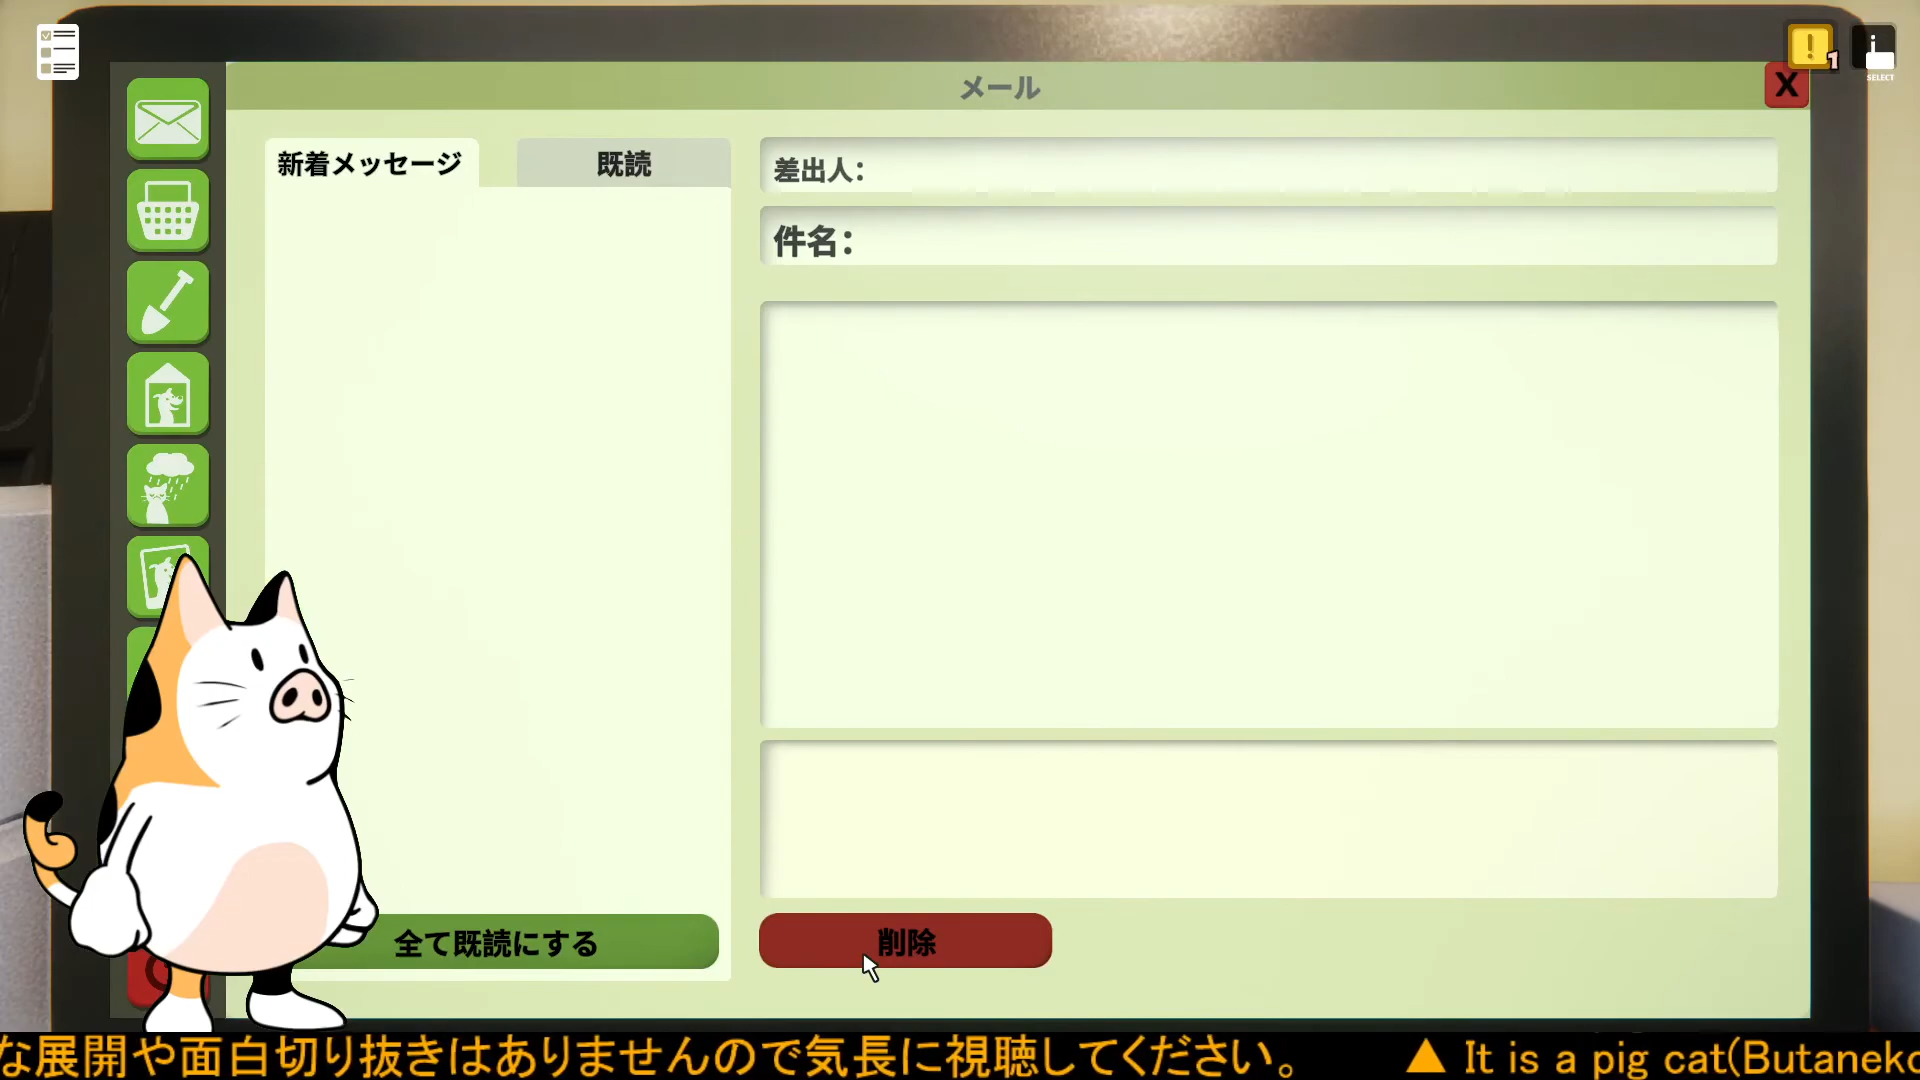 メール
X
1
SELECT
新着メッセージ
既読
差出人:
件名:
全て既読にする
削除
な展開や面白切り抜きはありませんので気長に視聴してください。 ▲ It is a pig cat(Butaneko